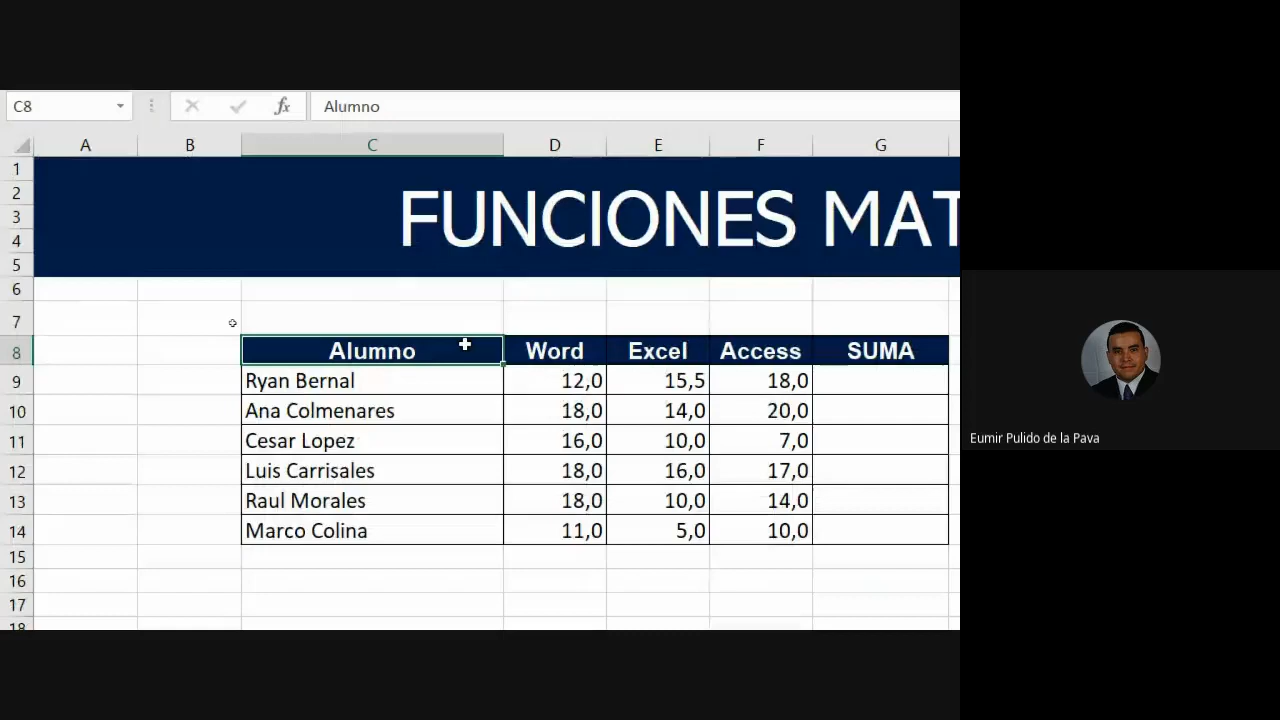 C8 fx Alumno
A B C D E F G
1
2
3
4
5
FUNCIONES MAT
6
7
8 Alumno Word Excel Access SUMA
9 Ryan Bernal 12,0 15,5 18,0
10 Ana Colmenares 18,0 14,0 20,0
11 Cesar Lopez 16,0 10,0 7,0
12 Luis Carrisales 18,0 16,0 17,0
13 Raul Morales 18,0 10,0 14,0
14 Marco Colina 11,0 5,0 10,0
15
16
17
18
Eumir Pulido de la Pava